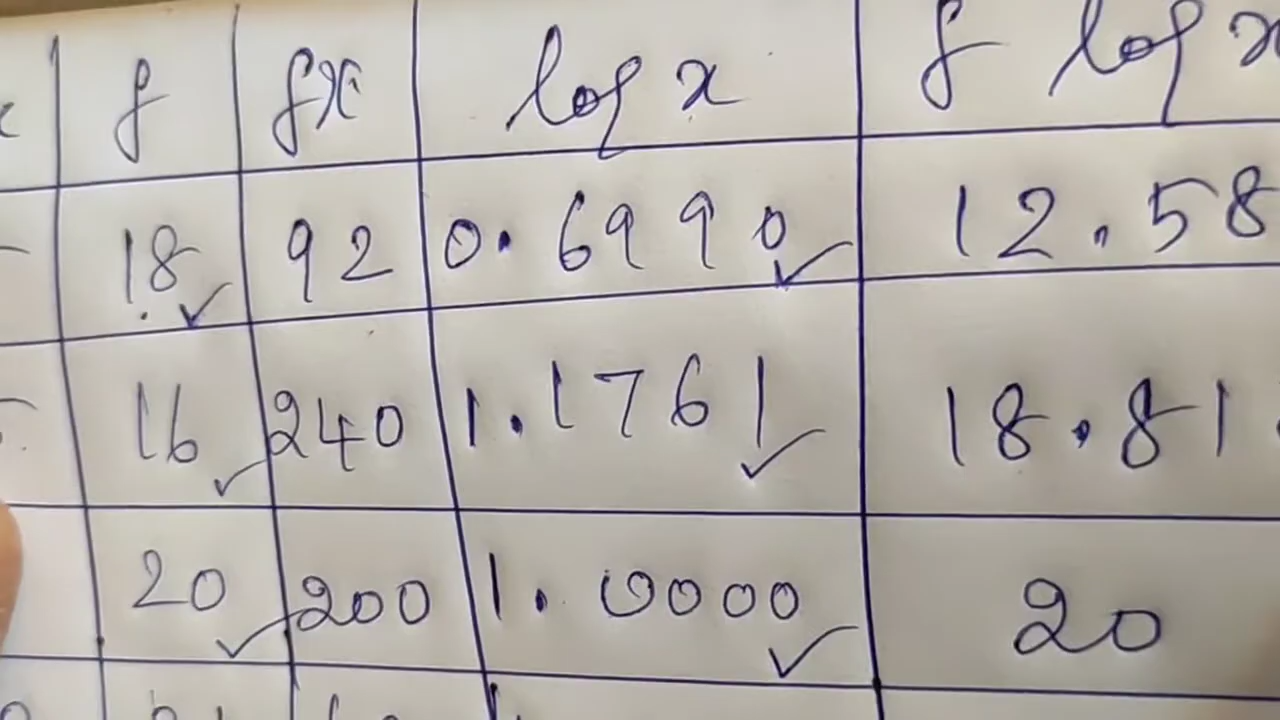 f fx log x f log x
18 92 0.6990 12.58
16 240 1.1761 18.81
20 200 1.0000 20